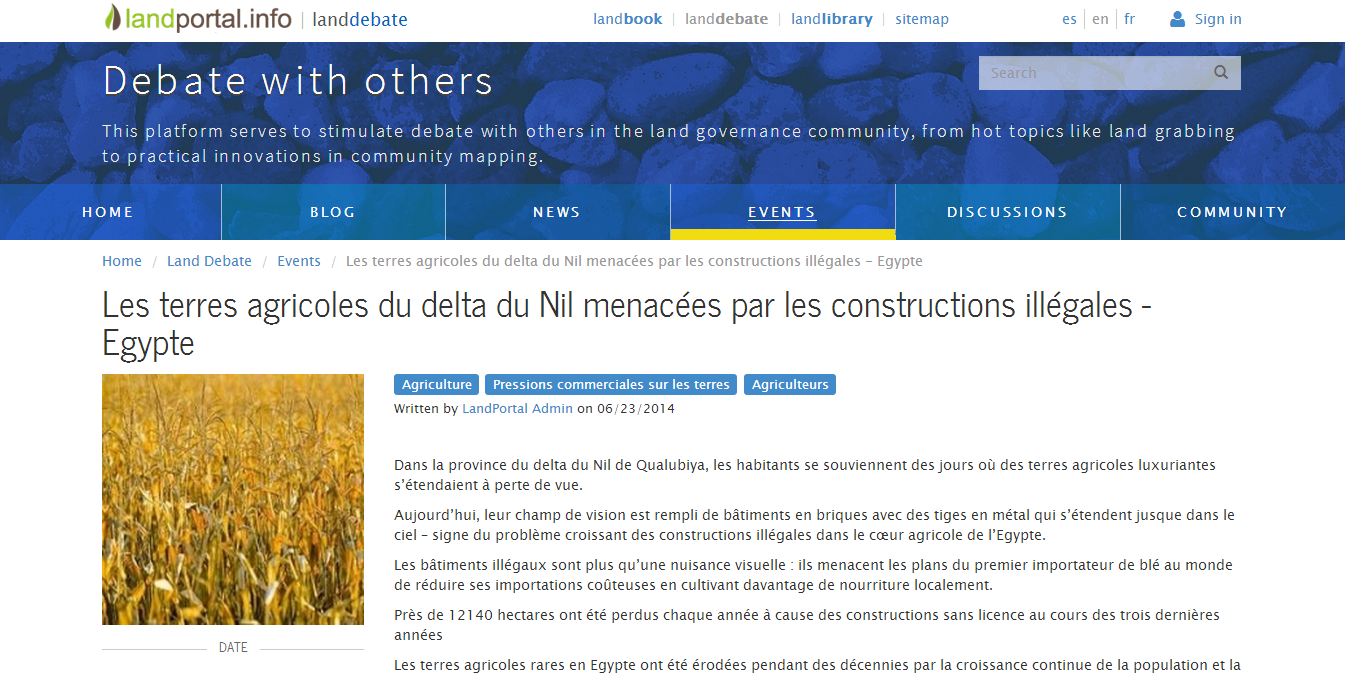 landportal.info | landdebate
landbook | landdebate | landlibrary | sitemap
es | en | fr
Sign in
Debate with others
Search
This platform serves to stimulate debate with others in the land governance community, from hot topics like land grabbing
to practical innovations in community mapping.
HOME
BLOG
NEWS
EVENTS
DISCUSSIONS
COMMUNITY
Home / Land Debate / Events / Les terres agricoles du delta du Nil menacées par les constructions illégales – Egypte
Les terres agricoles du delta du Nil menacées par les constructions illégales -
Egypte
Agriculture
Pressions commerciales sur les terres
Agriculteurs
Written by LandPortal Admin on 06/23/2014
Dans la province du delta du Nil de Qualubiya, les habitants se souviennent des jours où des terres agricoles luxuriantes
s’étendaient à perte de vue.
Aujourd’hui, leur champ de vision est rempli de bâtiments en briques avec des tiges en métal qui s’étendent jusque dans le
ciel – signe du problème croissant des constructions illégales dans le cœur agricole de l’Egypte.
Les bâtiments illégaux sont plus qu’une nuisance visuelle : ils menacent les plans du premier importateur de blé au monde
de réduire ses importations coûteuses en cultivant davantage de nourriture localement.
Près de 12140 hectares ont été perdus chaque année à cause des constructions sans licence au cours des trois dernières
années
Les terres agricoles rares en Egypte ont été érodées pendant des décennies par la croissance continue de la population et la
DATE